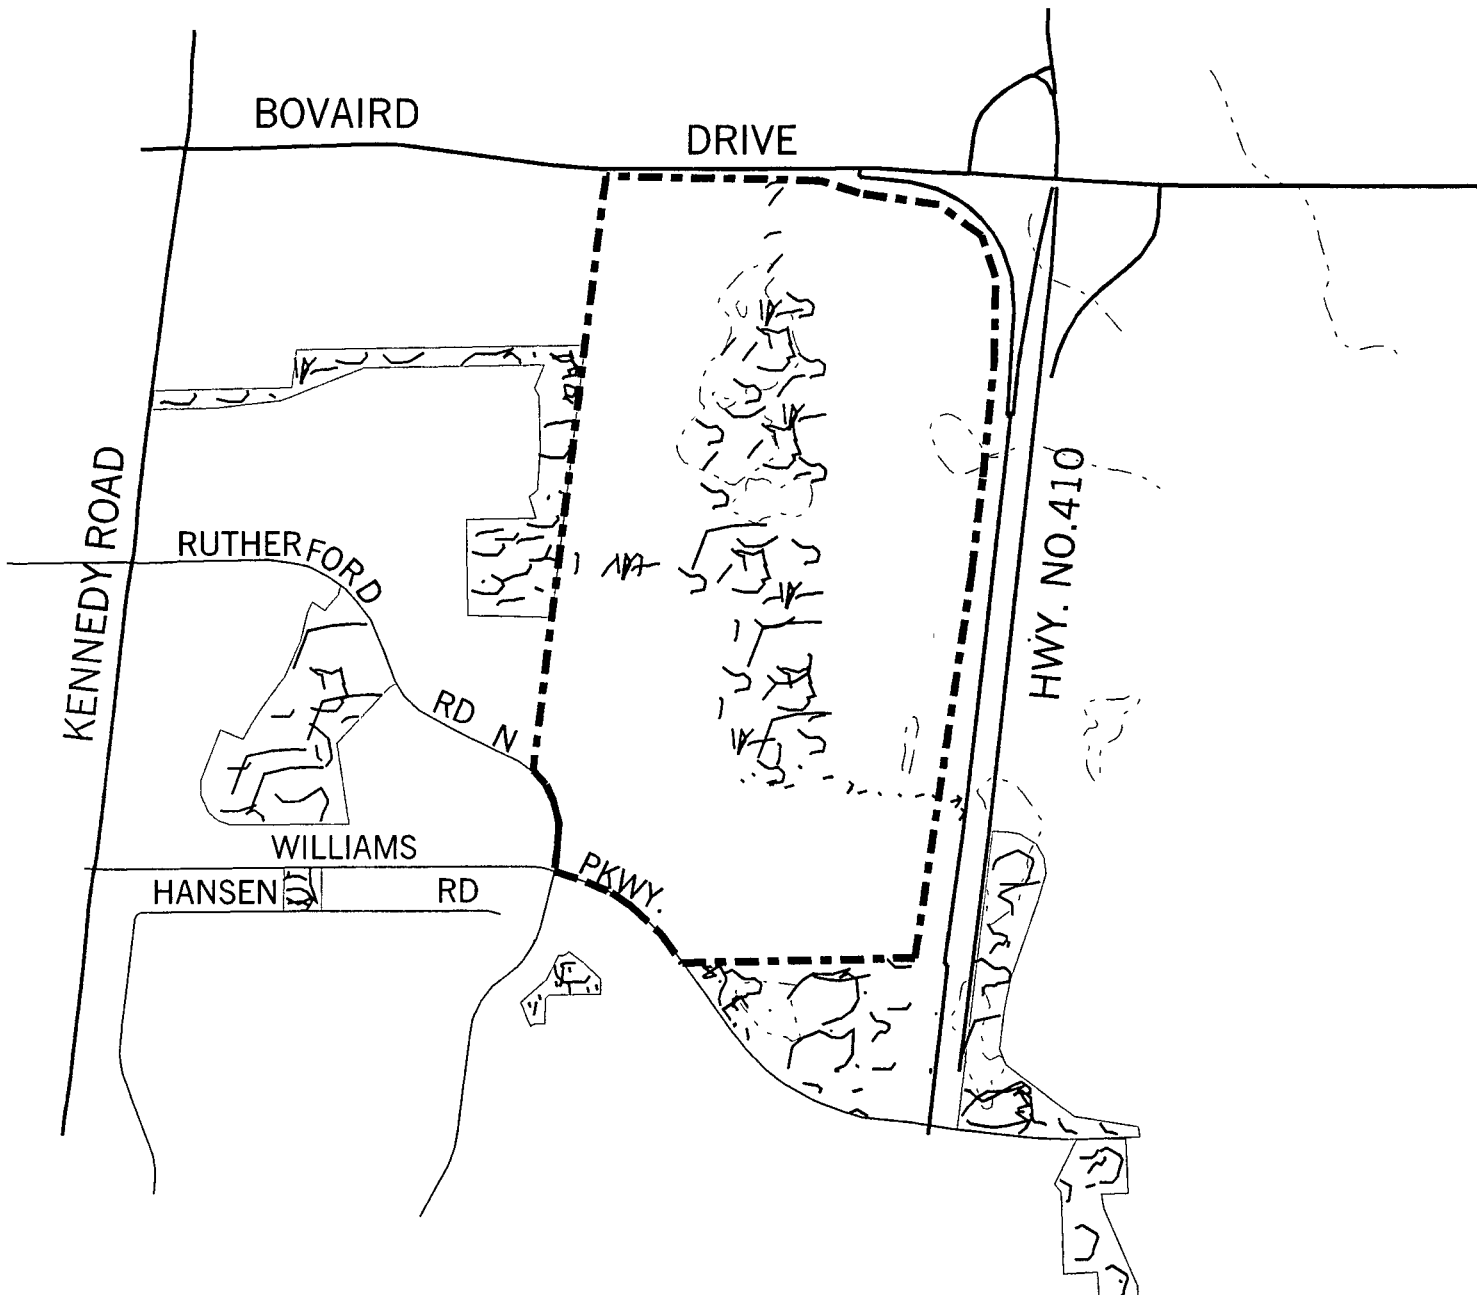 BOVAIRD DRIVE
KENNEDY ROAD
RUTHERFORD RD N
HWY. NO.410
WILLIAMS PKWY.
HANSEN RD